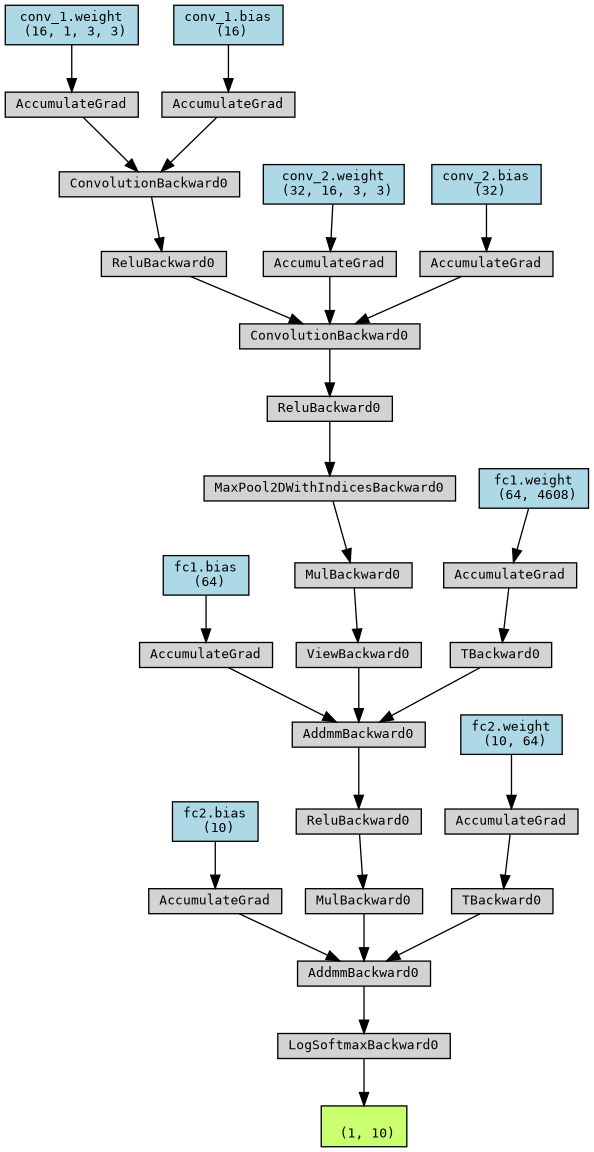 conv_1.weight
(16, 1, 3, 3)
conv_1.bias
(16)
AccumulateGrad
AccumulateGrad
ConvolutionBackward0
conv_2.weight
(32, 16, 3, 3)
conv_2.bias
(32)
ReluBackward0
AccumulateGrad
AccumulateGrad
ConvolutionBackward0
ReluBackward0
MaxPool2DWithIndicesBackward0
fc1.weight
(64, 4608)
fc1.bias
(64)
MulBackward0
AccumulateGrad
AccumulateGrad
ViewBackward0
TBackward0
AddmmBackward0
fc2.weight
(10, 64)
fc2.bias
(10)
ReluBackward0
AccumulateGrad
AccumulateGrad
MulBackward0
TBackward0
AddmmBackward0
LogSoftmaxBackward0
(1, 10)